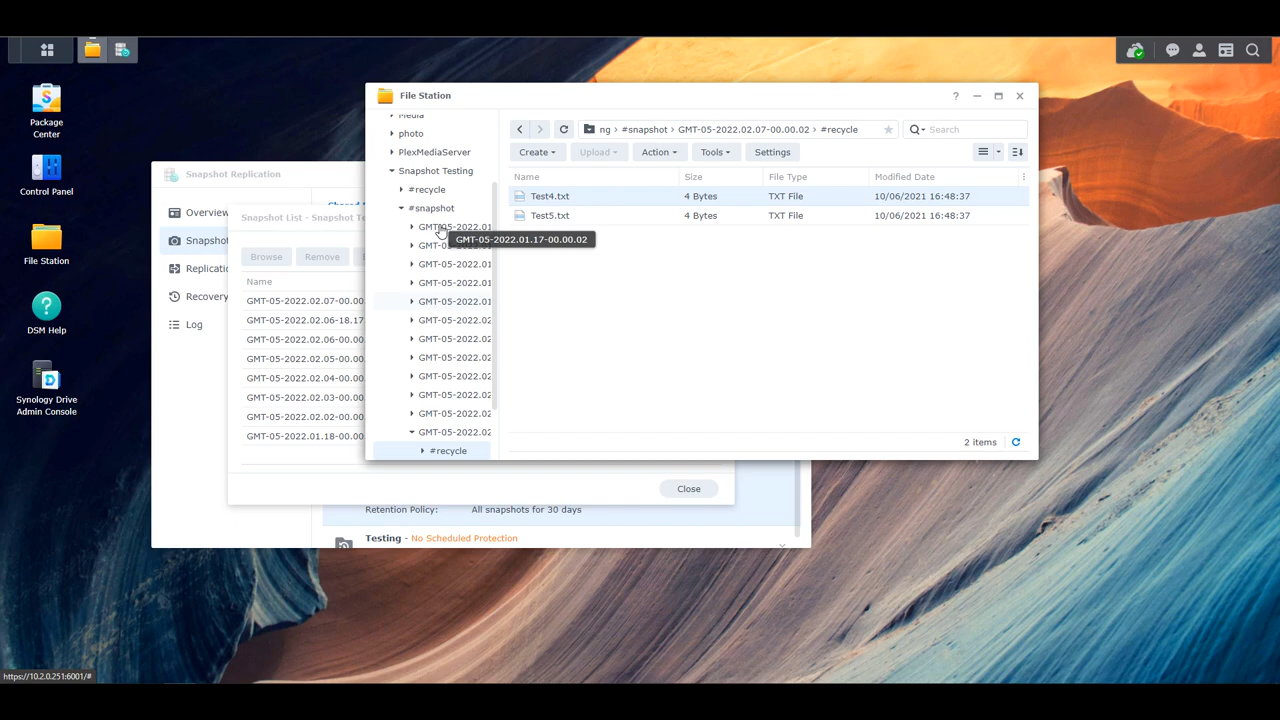 Package
Center
Control Panel
File Station
DSM Help
Synology Drive
Admin Console
Snapshot Replication
Overview
Snapshot
Replicatio
Recovery
Log
Snapshot List - Snapshot Te
Browse
Remove
Name
GMT-05-2022.02.07-00.00
GMT-05-2022.02.06-18.17
GMT-05-2022.02.06-00.00
GMT-05-2022.02.05-00.00
GMT-05-2022.02.04-00.00
GMT-05-2022.02.03-00.00
GMT-05-2022.02.02-00.00
GMT-05-2022.01.18-00.00
Close
Retention Policy: All snapshots for 30 days
Testing - No Scheduled Protection
File Station
Media
photo
PlexMediaServer
Snapshot Testing
#recycle
#snapshot
GMT-05-2022.01
GMT-05-2022.01.17-00.00.02
GMT-05-2022.01
GMT-05-2022.01
GMT-05-2022.01
GMT-05-2022.02
GMT-05-2022.02
GMT-05-2022.02
GMT-05-2022.02
GMT-05-2022.02
GMT-05-2022.02
GMT-05-2022.02
#recycle
ng › #snapshot › GMT-05-2022.02.07-00.00.02 › #recycle
Search
Create Upload Action Tools Settings
Name Size File Type Modified Date
Test4.txt 4 Bytes TXT File 10/06/2021 16:48:37
Test5.txt 4 Bytes TXT File 10/06/2021 16:48:37
2 items
https://10.2.0.251:6001/#